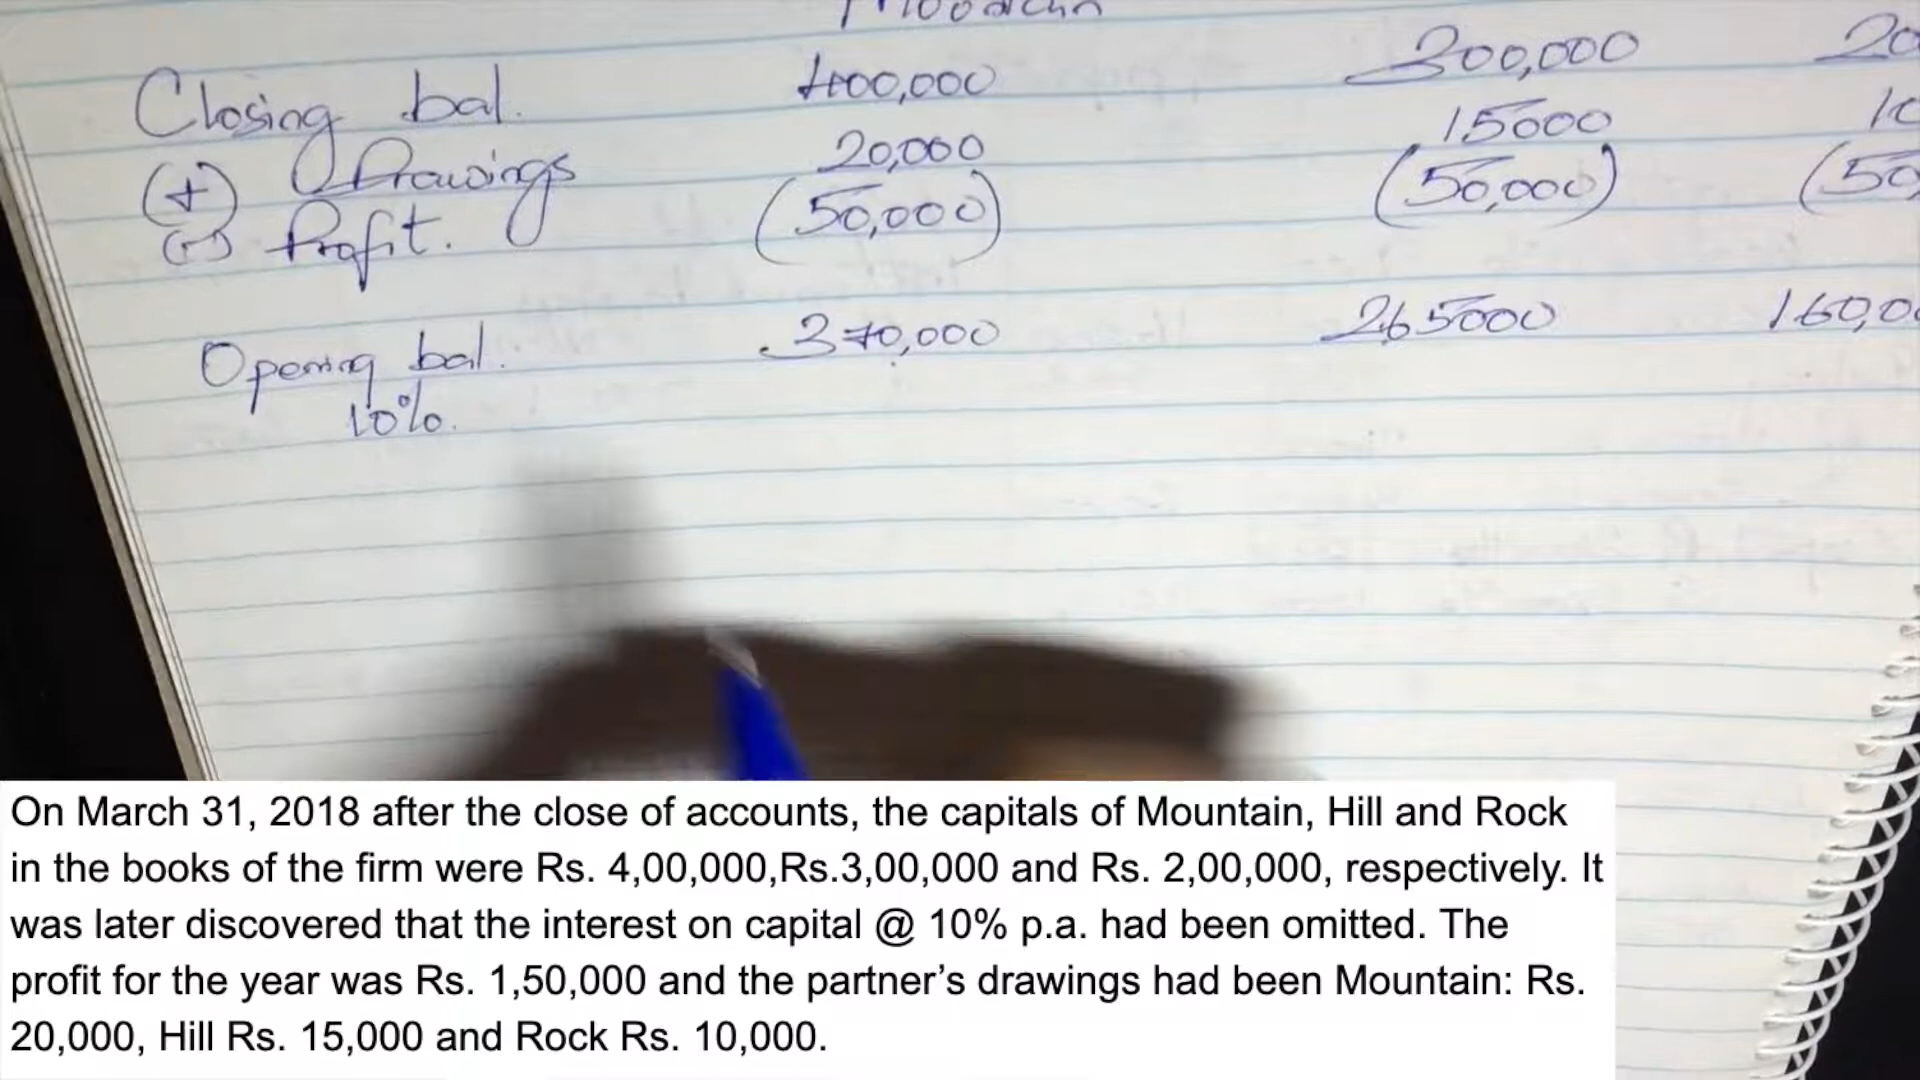 Closing bal. 400,000 300,000 20
(+) Drawings 20,000 15000 10
(-) Profit. (50,000) (50,000) (50,
Opening bal. 370,000 265000 160,0
10%.
On March 31, 2018 after the close of accounts, the capitals of Mountain, Hill and Rock
in the books of the firm were Rs. 4,00,000,Rs.3,00,000 and Rs. 2,00,000, respectively. It
was later discovered that the interest on capital @ 10% p.a. had been omitted. The
profit for the year was Rs. 1,50,000 and the partner’s drawings had been Mountain: Rs.
20,000, Hill Rs. 15,000 and Rock Rs. 10,000.